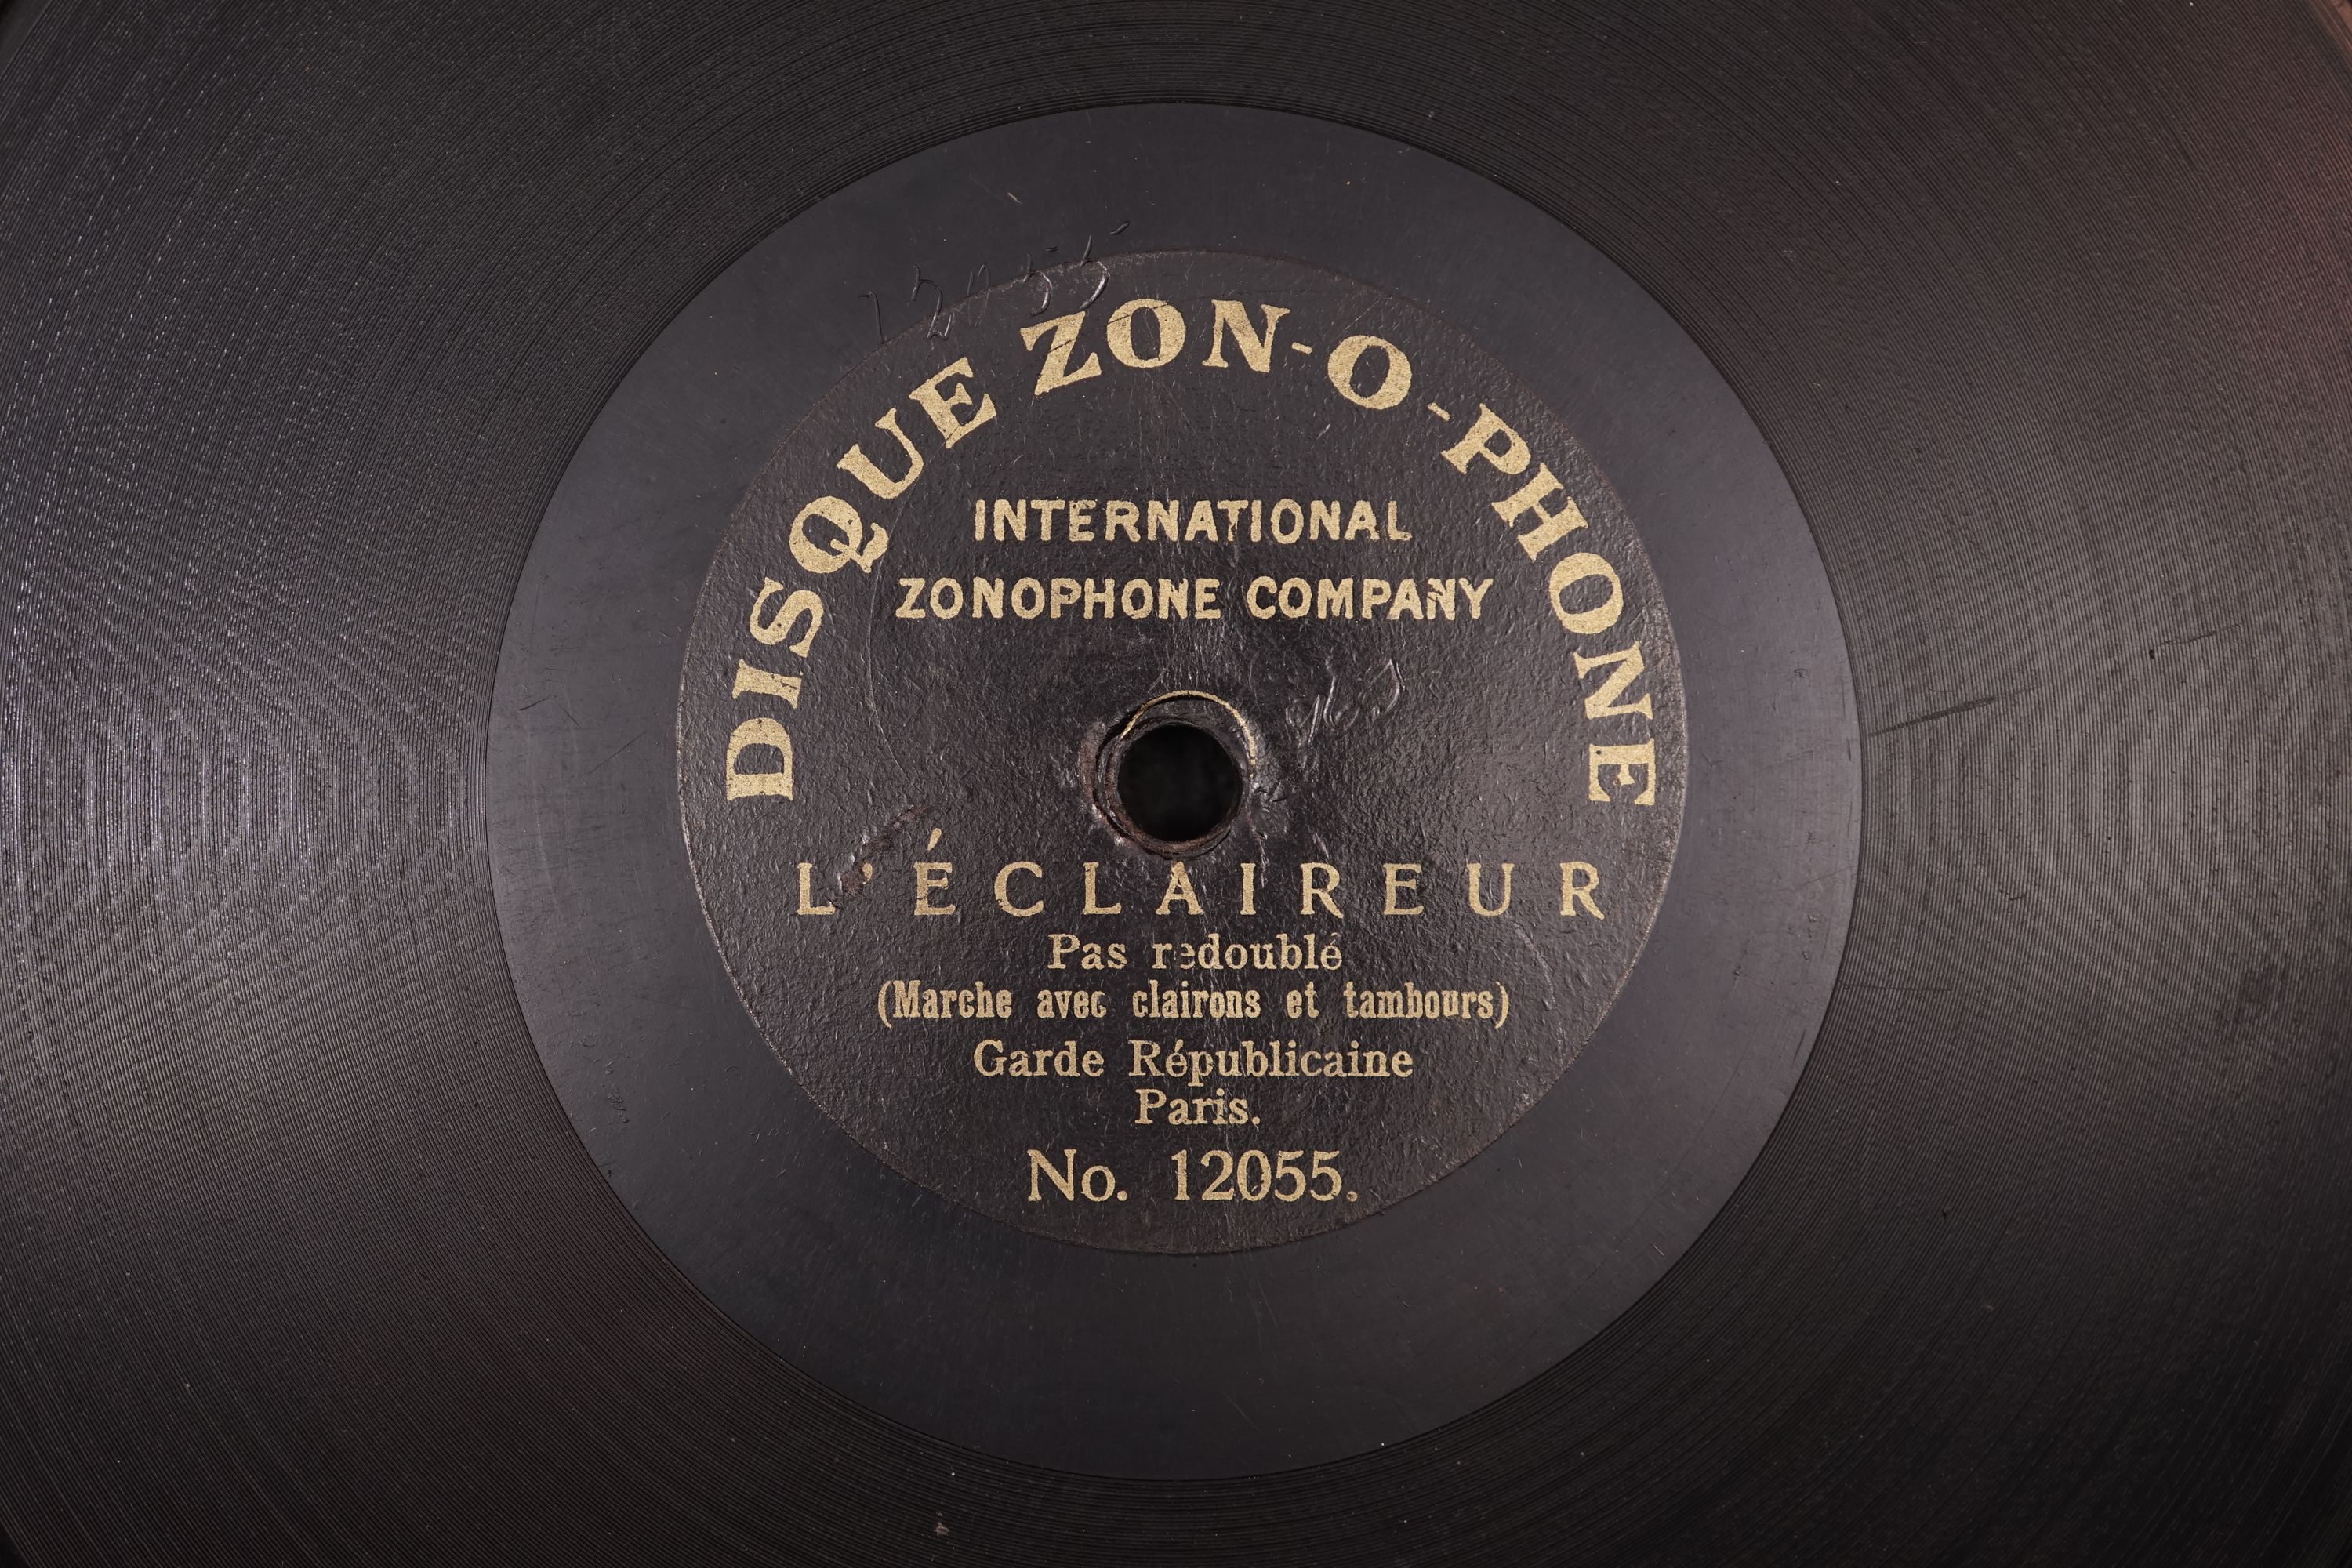 12055
DISQUE ZON-O-PHONE
INTERNATIONAL
ZONOPHONE COMPANY
L'ÉCLAIREUR
Pas redoublé
(Marche avec clairons et tambours)
Garde Républicaine
Paris.
No. 12055.